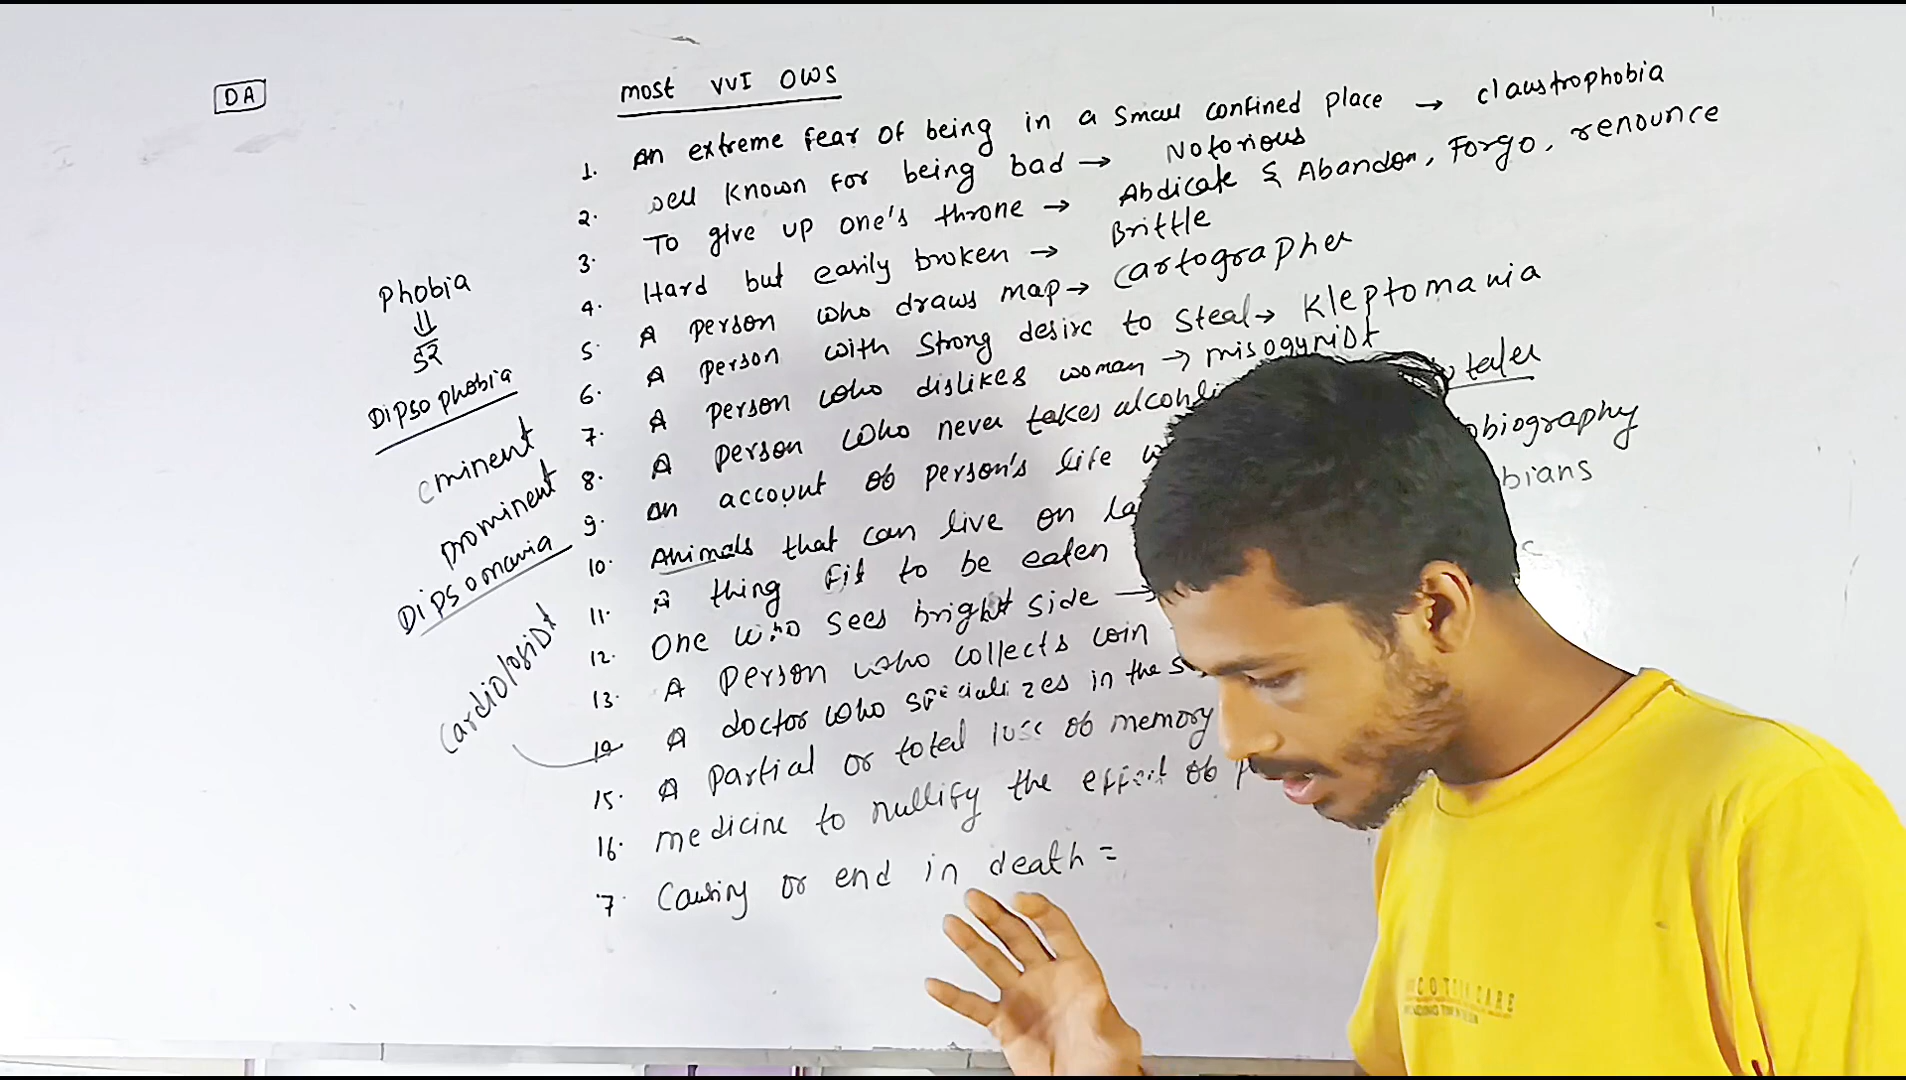 DA
most VVI OWS
1. An extreme fear of being in a small confined place → claustrophobia
2. well known for being bad → Notorious
3. To give up one's throne → Abdicate & Abandon, Forgo, renounce
4. Hard but easily broken → Brittle
5. A person who draws map → cartographer
6. A person with strong desire to steal → Kleptomania
7. A person who dislikes woman → misogynist
8. A person who never takes
9. An account of person's life
10. Animals that can live on
11. A thing fit to be eaten
12. One who sees bright side →
13. A person who collects coin
14. A doctor who specializes in the
15. A partial or total loss of memory
16. medicine to nullify the effect of
7. Causing or end in death =
Phobia
⇓
डर
Dipsophobia
eminent
prominent
Dipsomania
cardiologist
COTTON CARE